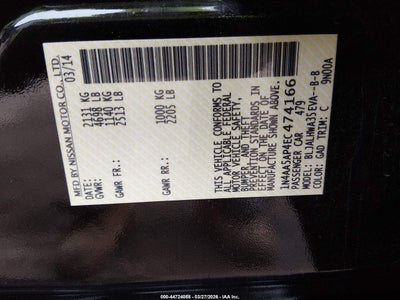 MFD BY NISSAN MOTOR CO., LTD.
DATE: 03/14
GVWR: 2131 KG
4698 LB
GAWR FR: 1140 KG
2513 LB
GAWR RR: 1000 KG
2205 LB
THIS VEHICLE CONFORMS TO
ALL APPLICABLE FEDERAL
MOTOR VEHICLE SAFETY,
BUMPER, AND THEFT
PREVENTION STANDARDS IN
EFFECT ON THE DATE OF
MANUFACTURE SHOWN ABOVE.
1N4AA5AP4EC474166
PASSENGER CAR 479
MODEL: BLJALHWA35EVA--B-B
COLOR: GAD TRIM: C 9N00A
000-44724088 - 03/27/2026 - IAA Inc.